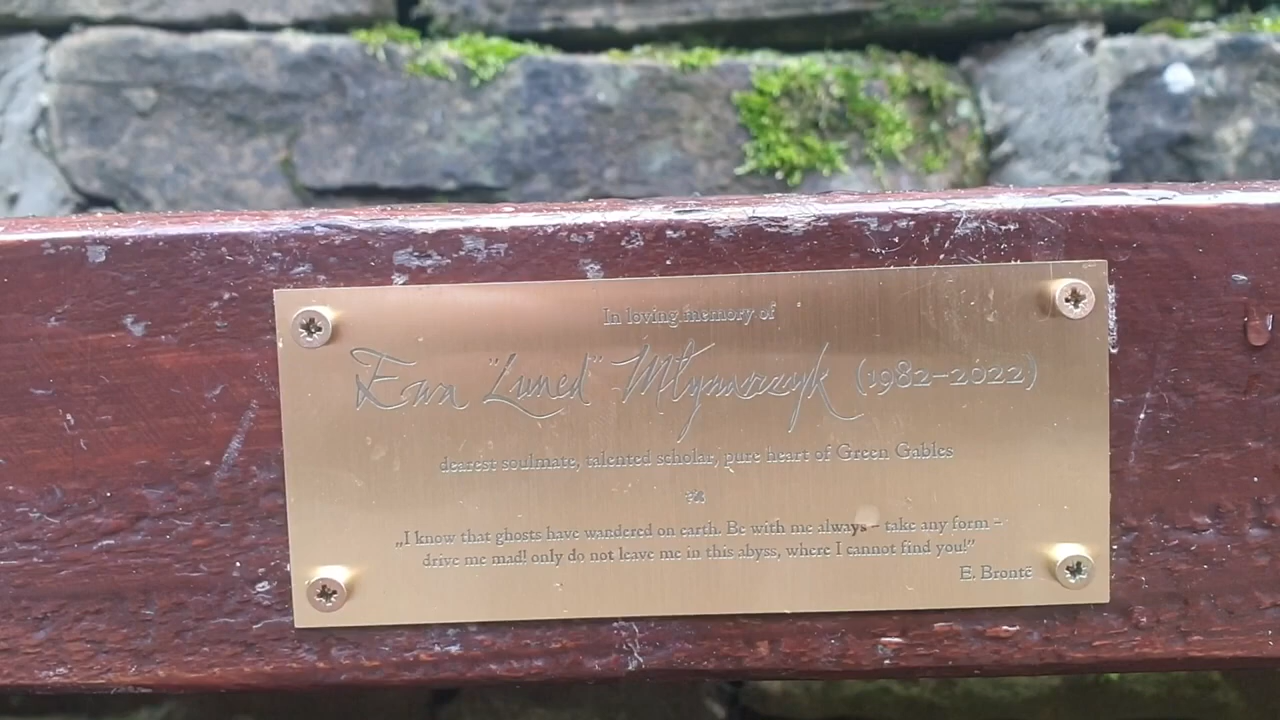 In loving memory of
Ewa "Luned" Młynarczyk (1982–2022)
dearest soulmate, talented scholar, pure heart of Green Gables
„I know that ghosts have wandered on earth. Be with me always – take any form –
drive me mad! only do not leave me in this abyss, where I cannot find you!”
E. Brontë